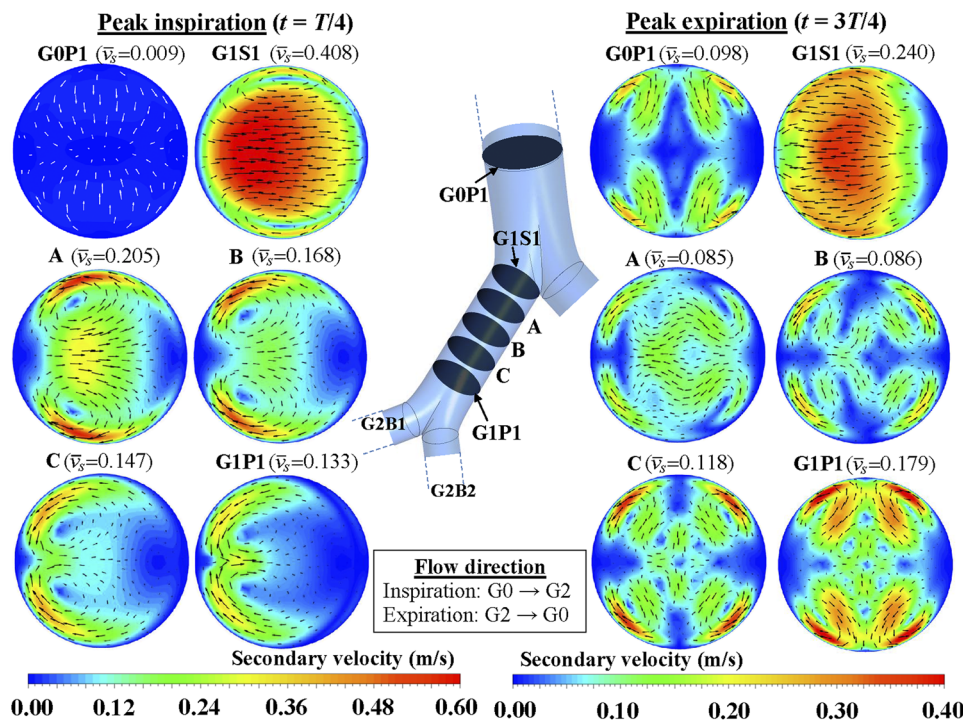 Peak inspiration (t = T/4)
G0P1 (v̄ₛ=0.009)
G1S1 (v̄ₛ=0.408)
A (v̄ₛ=0.205)
B (v̄ₛ=0.168)
C (v̄ₛ=0.147)
G1P1 (v̄ₛ=0.133)
Secondary velocity (m/s)
0.00 0.12 0.24 0.36 0.48 0.60
G0P1
G1S1
A
B
C
G1P1
G2B1
G2B2
Flow direction
Inspiration: G0 → G2
Expiration: G2 → G0
Peak expiration (t = 3T/4)
G0P1 (v̄ₛ=0.098)
G1S1 (v̄ₛ=0.240)
A (v̄ₛ=0.085)
B (v̄ₛ=0.086)
C (v̄ₛ=0.118)
G1P1 (v̄ₛ=0.179)
Secondary velocity (m/s)
0.00 0.10 0.20 0.30 0.40